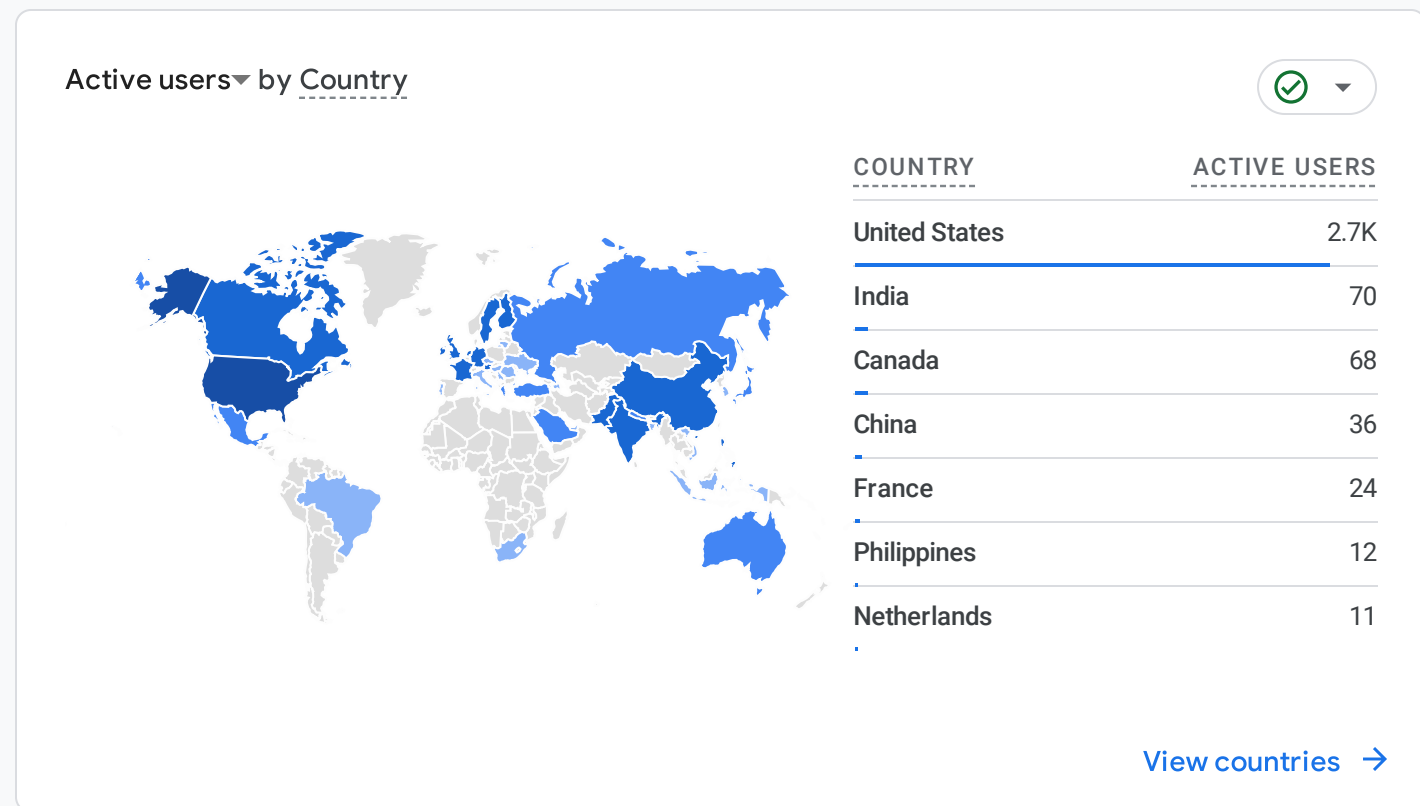 Active users by Country
COUNTRY ACTIVE USERS
United States 2.7K
India 70
Canada 68
China 36
France 24
Philippines 12
Netherlands 11
View countries